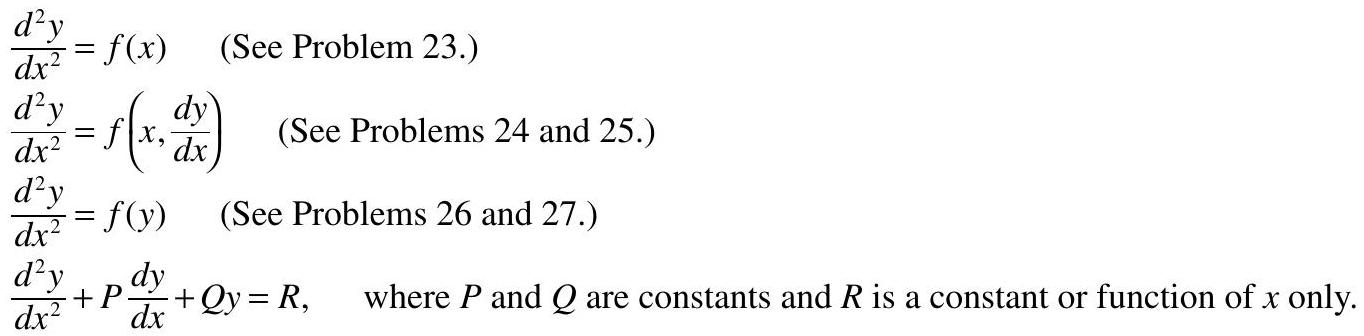 d²y/dx² = f(x) (See Problem 23.)
d²y/dx² = f(x, dy/dx) (See Problems 24 and 25.)
d²y/dx² = f(y) (See Problems 26 and 27.)
d²y/dx² + P dy/dx + Qy = R, where P and Q are constants and R is a constant or function of x only.